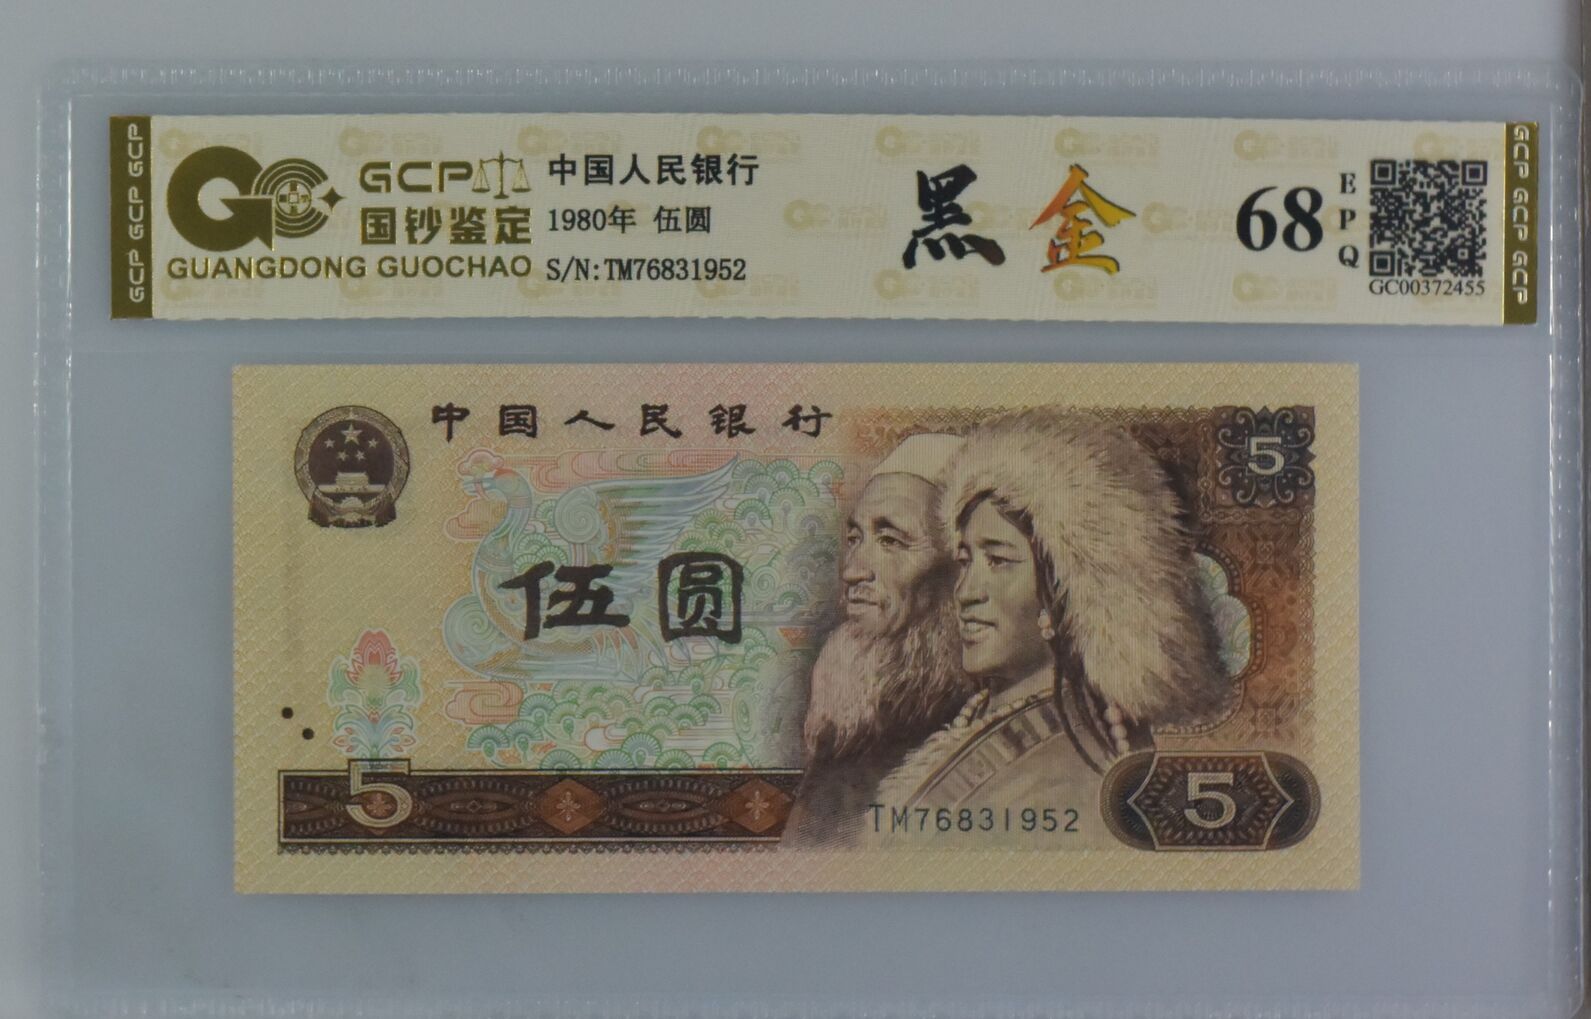 GCP GCP GCP
GCP
国钞鉴定
GUANGDONG GUOCHAO
中国人民银行
1980年 伍圆
S/N:TM76831952
黑金
68
EPQ
GC00372455
GCP GCP GCP
中国人民银行
5
伍圆
5
TM76831952
5